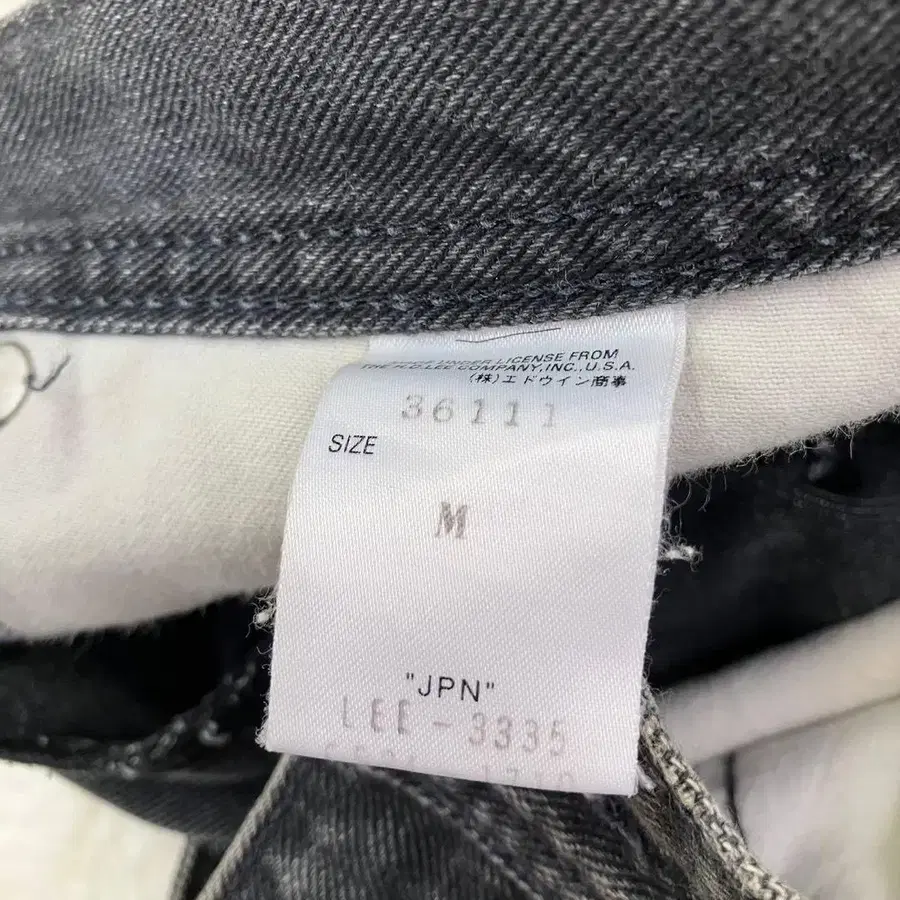 UNDER LICENSE FROM
THE H.D.LEE COMPANY,INC.,U.S.A.
(株)エドウイン商事
36111
SIZE
M
"JPN"
LEE-3335